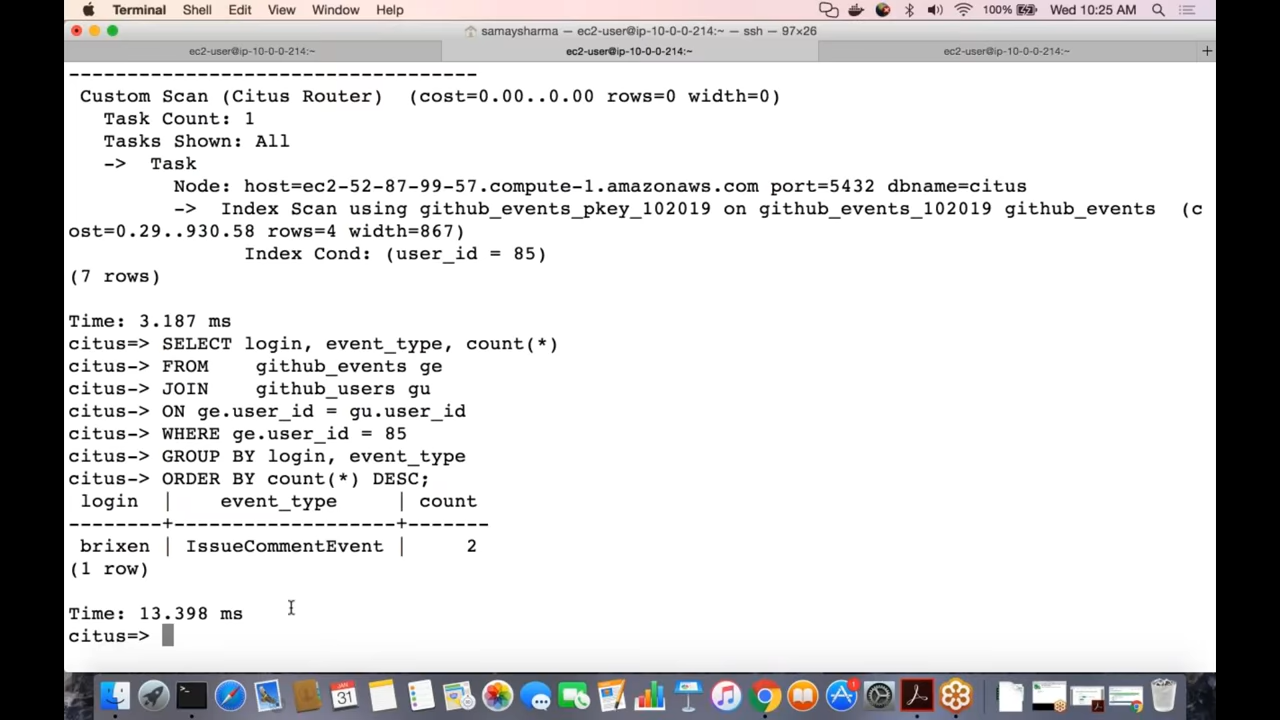 Terminal Shell Edit View Window Help 100% Wed 10:25 AM
samaysharma — ec2-user@ip-10-0-0-214:~ — ssh — 97×26
ec2-user@ip-10-0-0-214:~ ec2-user@ip-10-0-0-214:~ ec2-user@ip-10-0-0-214:~ +
-----------------------------------
Custom Scan (Citus Router)  (cost=0.00..0.00 rows=0 width=0)
Task Count: 1
Tasks Shown: All
->  Task
Node: host=ec2-52-87-99-57.compute-1.amazonaws.com port=5432 dbname=citus
->  Index Scan using github_events_pkey_102019 on github_events_102019 github_events  (c
ost=0.29..930.58 rows=4 width=867)
Index Cond: (user_id = 85)
(7 rows)
Time: 3.187 ms
citus=> SELECT login, event_type, count(*)
citus-> FROM    github_events ge
citus-> JOIN    github_users gu
citus-> ON ge.user_id = gu.user_id
citus-> WHERE ge.user_id = 85
citus-> GROUP BY login, event_type
citus-> ORDER BY count(*) DESC;
login  |    event_type     | count
--------+-------------------+-------
brixen | IssueCommentEvent |     2
(1 row)
Time: 13.398 ms
citus=>
31
1